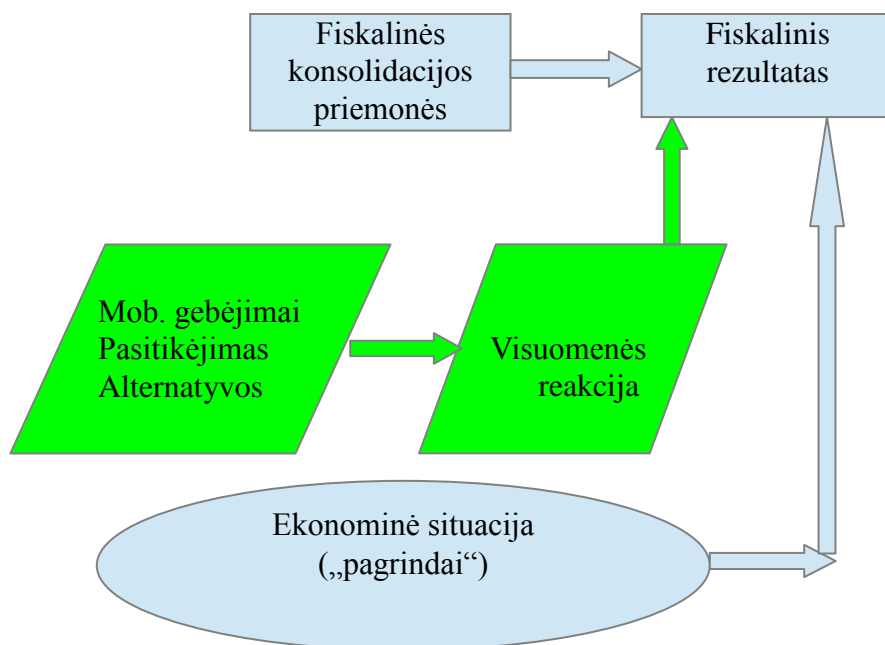 Fiskalinės
konsolidacijos
priemonės
Fiskalinis
rezultatas
Mob. gebėjimai
Pasitikėjimas
Alternatyvos
Visuomenės
reakcija
Ekonominė situacija
(„pagrindai“)